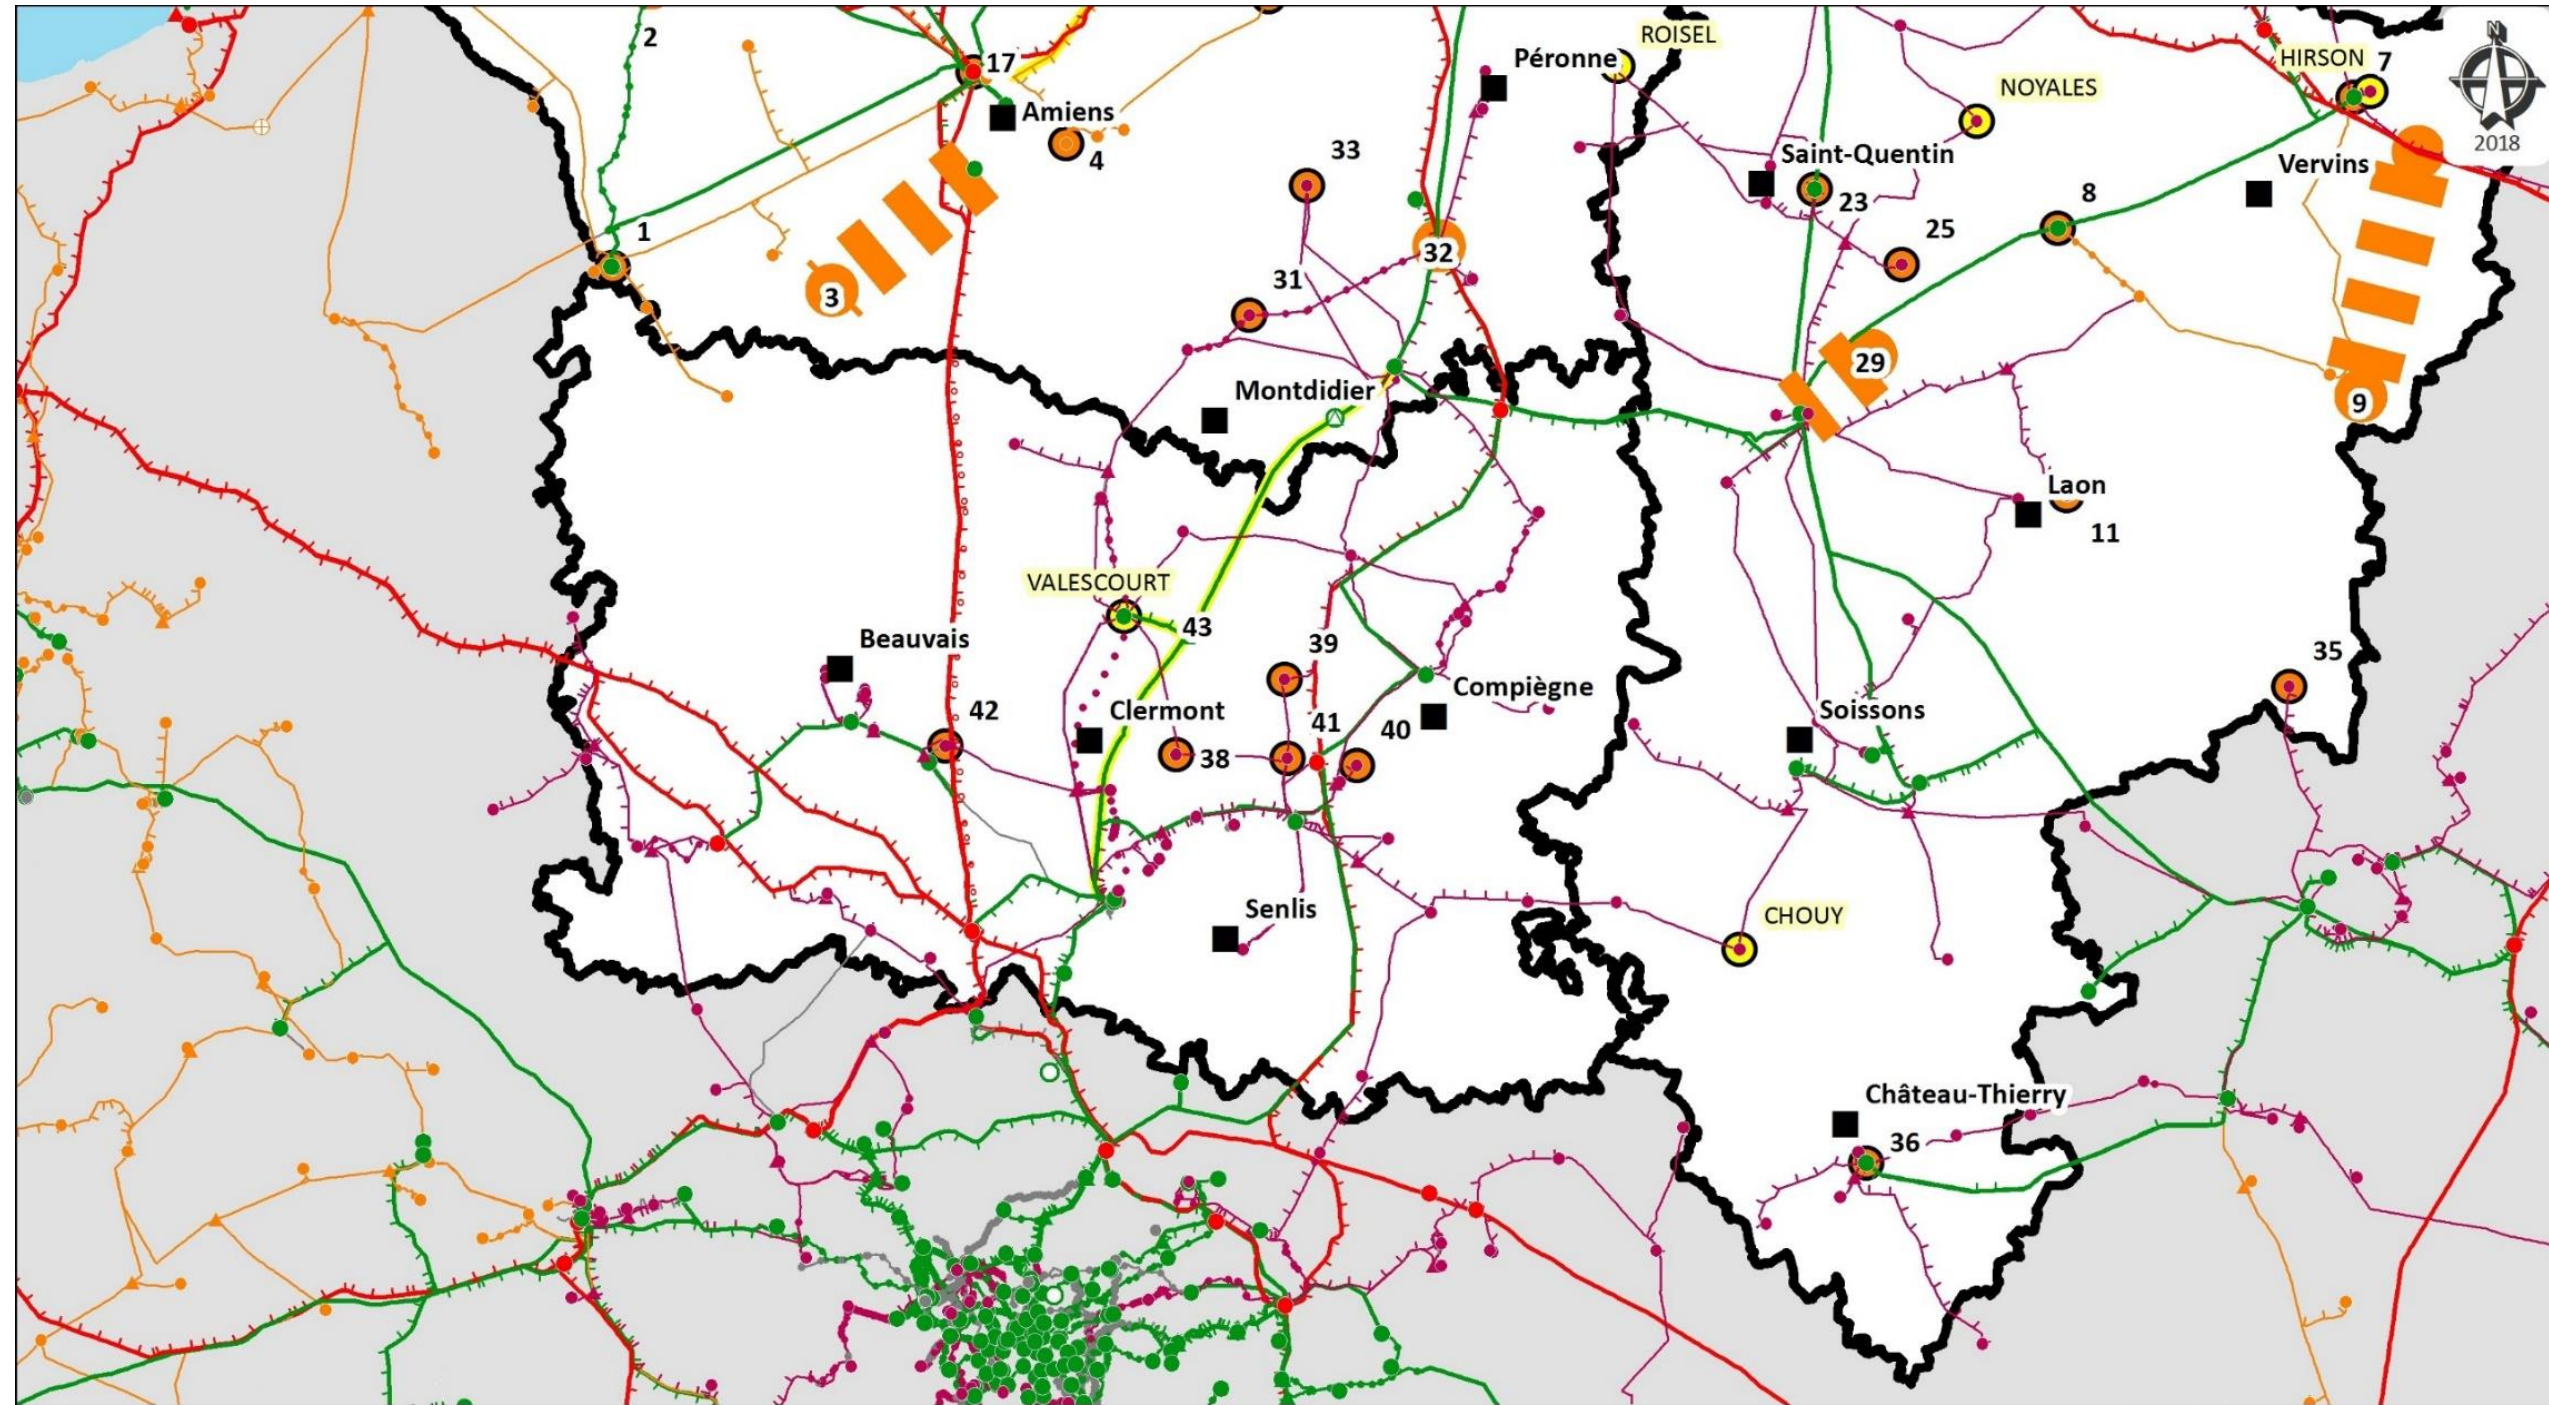 ROISEL
2
HIRSON
7
17
Péronne
NOYALES
N
2018
Amiens
4
33
Saint-Quentin
Vervins
8
23
25
1
31
32
3
29
9
Montdidier
Laon
11
VALESCOURT
43
Beauvais
39
35
Compiègne
42
Clermont
41
40
Soissons
38
Senlis
CHOUY
Château-Thierry
36